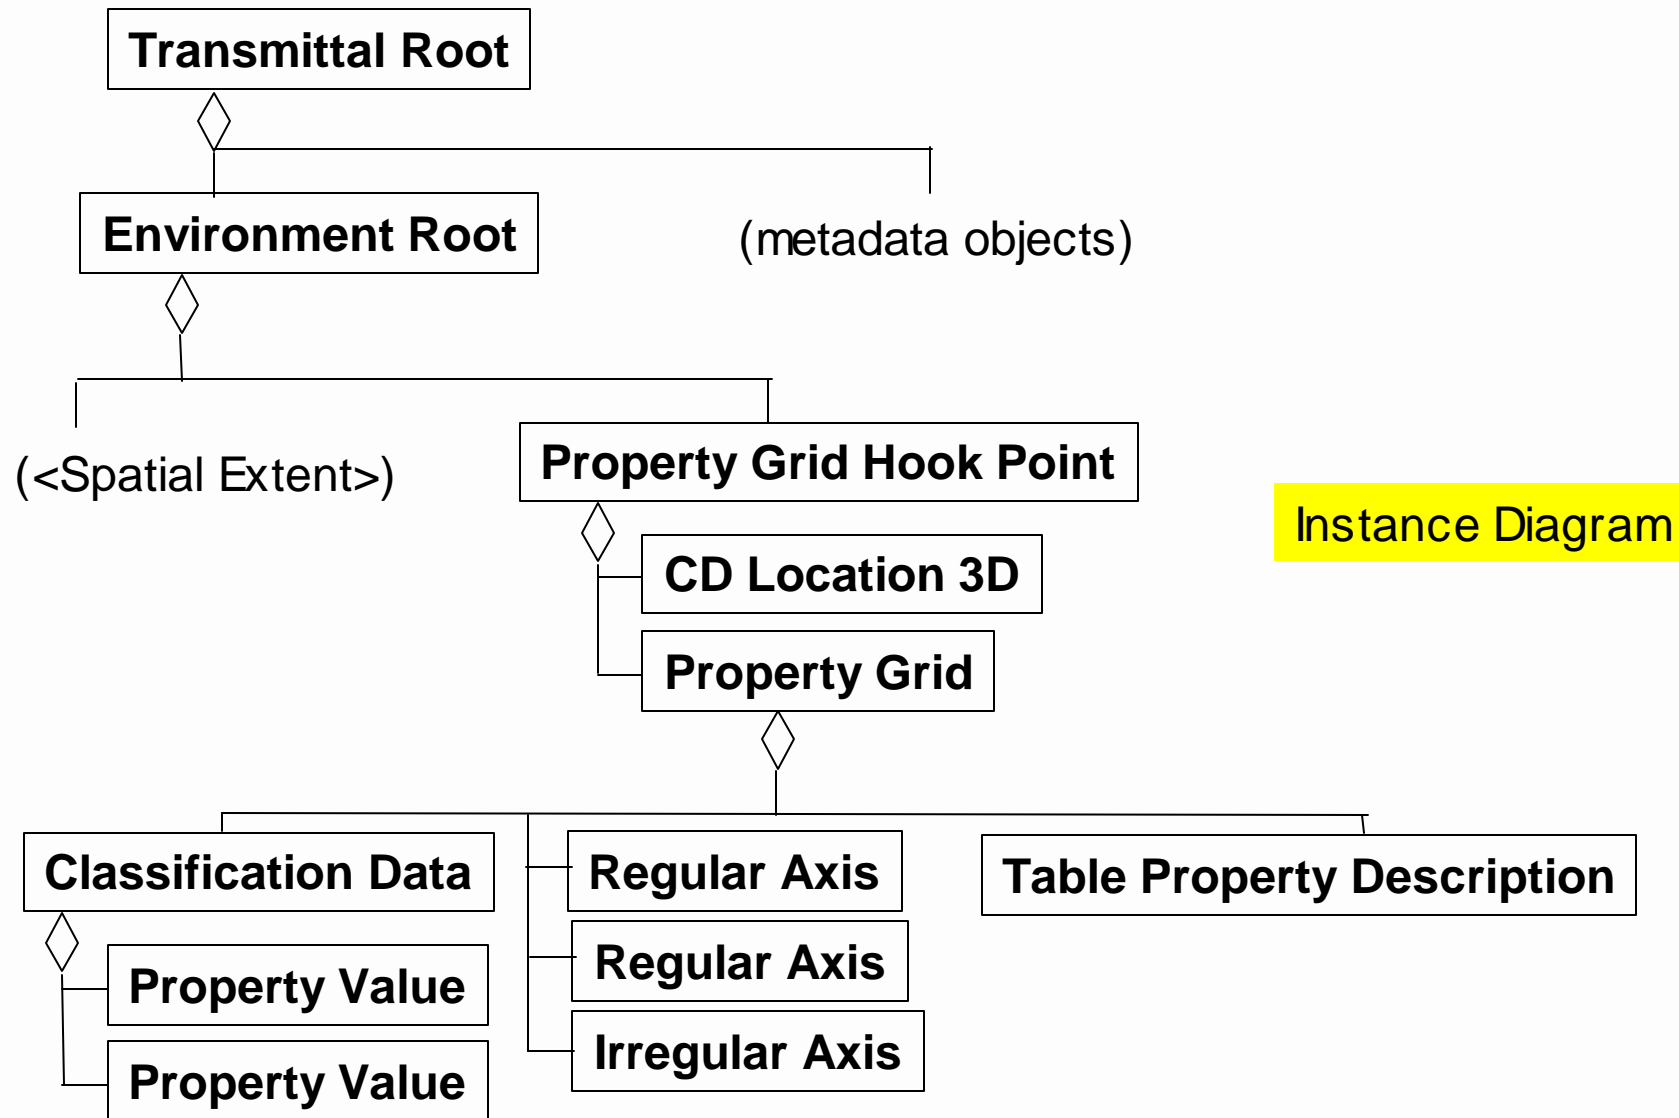 Transmittal Root
Environment Root
(metadata objects)
(<Spatial Extent>)
Property Grid Hook Point
Instance Diagram
CD Location 3D
Property Grid
Classification Data
Regular Axis
Table Property Description
Property Value
Regular Axis
Property Value
Irregular Axis